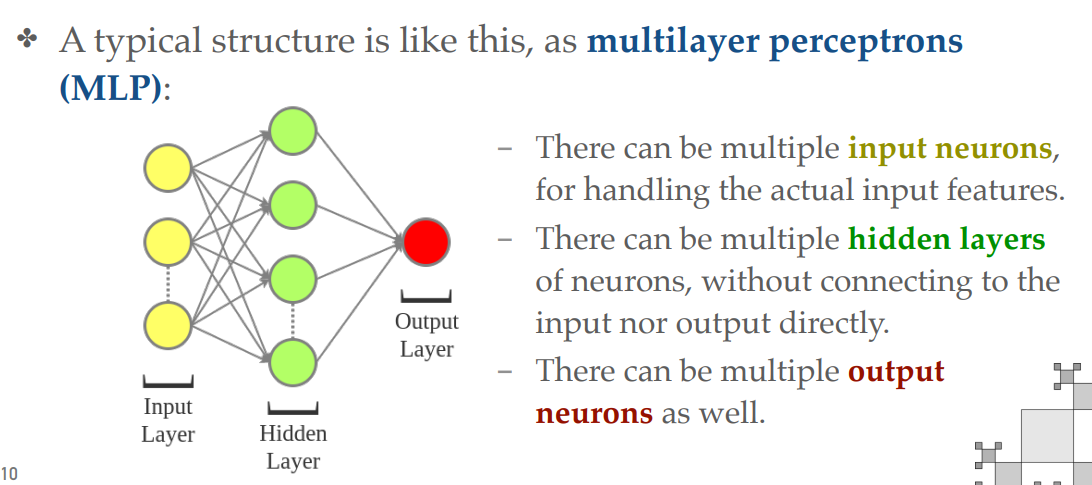 ✤ A typical structure is like this, as multilayer perceptrons
(MLP):
– There can be multiple input neurons,
for handling the actual input features.
– There can be multiple hidden layers
of neurons, without connecting to the
input nor output directly.
– There can be multiple output
neurons as well.
Input
Layer
Hidden
Layer
Output
Layer
10